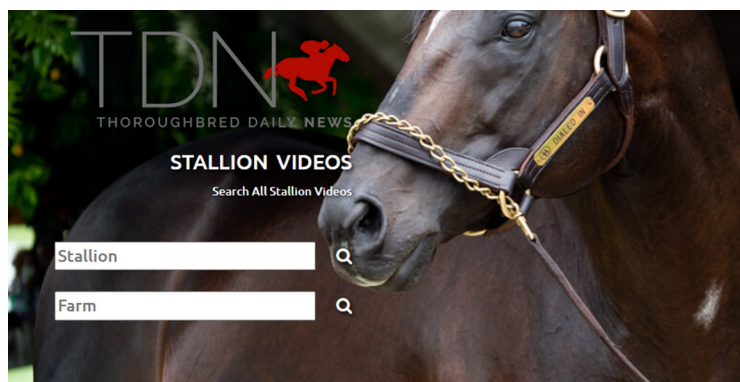 TDN
THOROUGHBRED DAILY NEWS
STALLION VIDEOS
Search All Stallion Videos
Stallion
Farm
DIALED IN